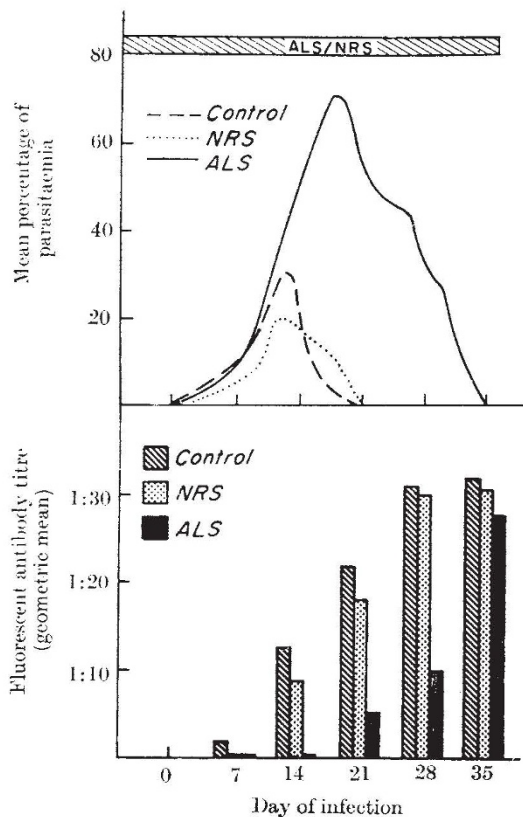 ALS/NRS
80
60
40
20
Mean percentage of
parasitaemia
Control
NRS
ALS
Control
NRS
ALS
1:30
1:20
1:10
Fluorescent antibody titre
(geometric mean)
0 7 14 21 28 35
Day of infection